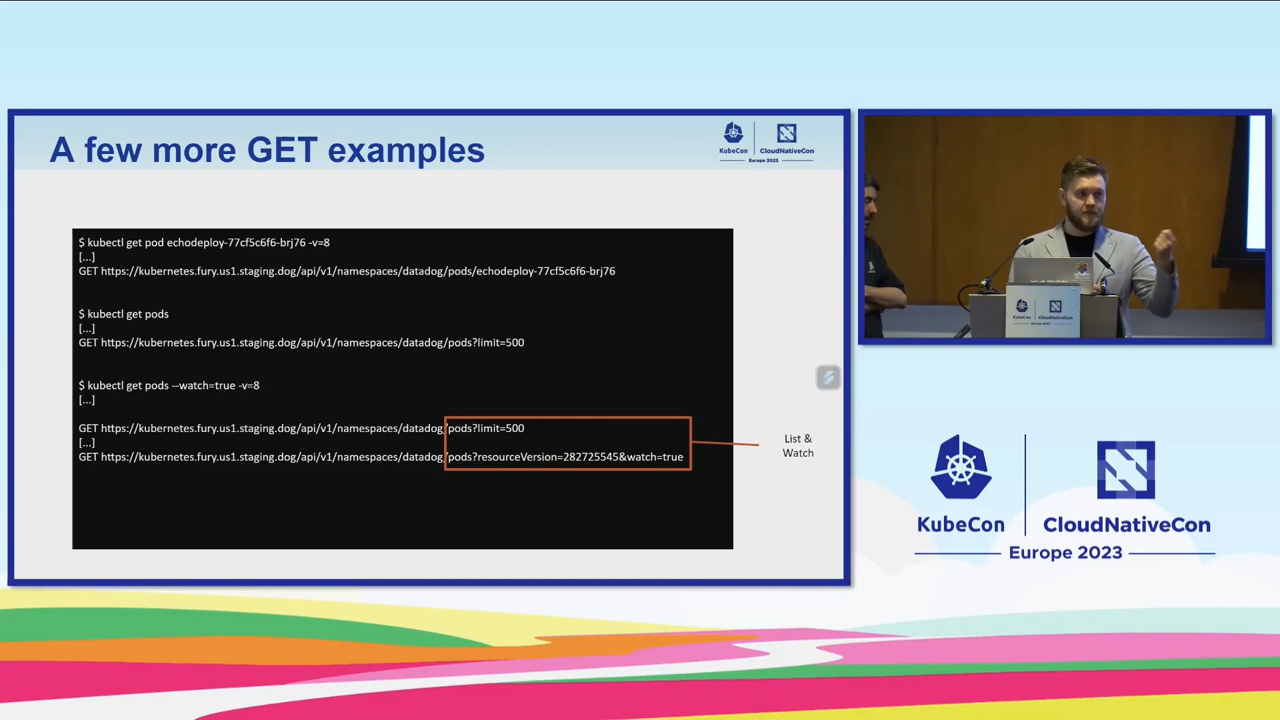 A few more GET examples
KubeCon
CloudNativeCon
Europe 2023
$ kubectl get pod echodeploy-77cf5c6f6-brj76 -v=8
[...]
GET https://kubernetes.fury.us1.staging.dog/api/v1/namespaces/datadog/pods/echodeploy-77cf5c6f6-brj76
$ kubectl get pods
[...]
GET https://kubernetes.fury.us1.staging.dog/api/v1/namespaces/datadog/pods?limit=500
$ kubectl get pods --watch=true -v=8
[...]
GET https://kubernetes.fury.us1.staging.dog/api/v1/namespaces/datadog/pods?limit=500
[...]
GET https://kubernetes.fury.us1.staging.dog/api/v1/namespaces/datadog/pods?resourceVersion=282725545&watch=true
List &
Watch
KubeCon
CloudNativeCon
KubeCon
CloudNativeCon
Europe 2023